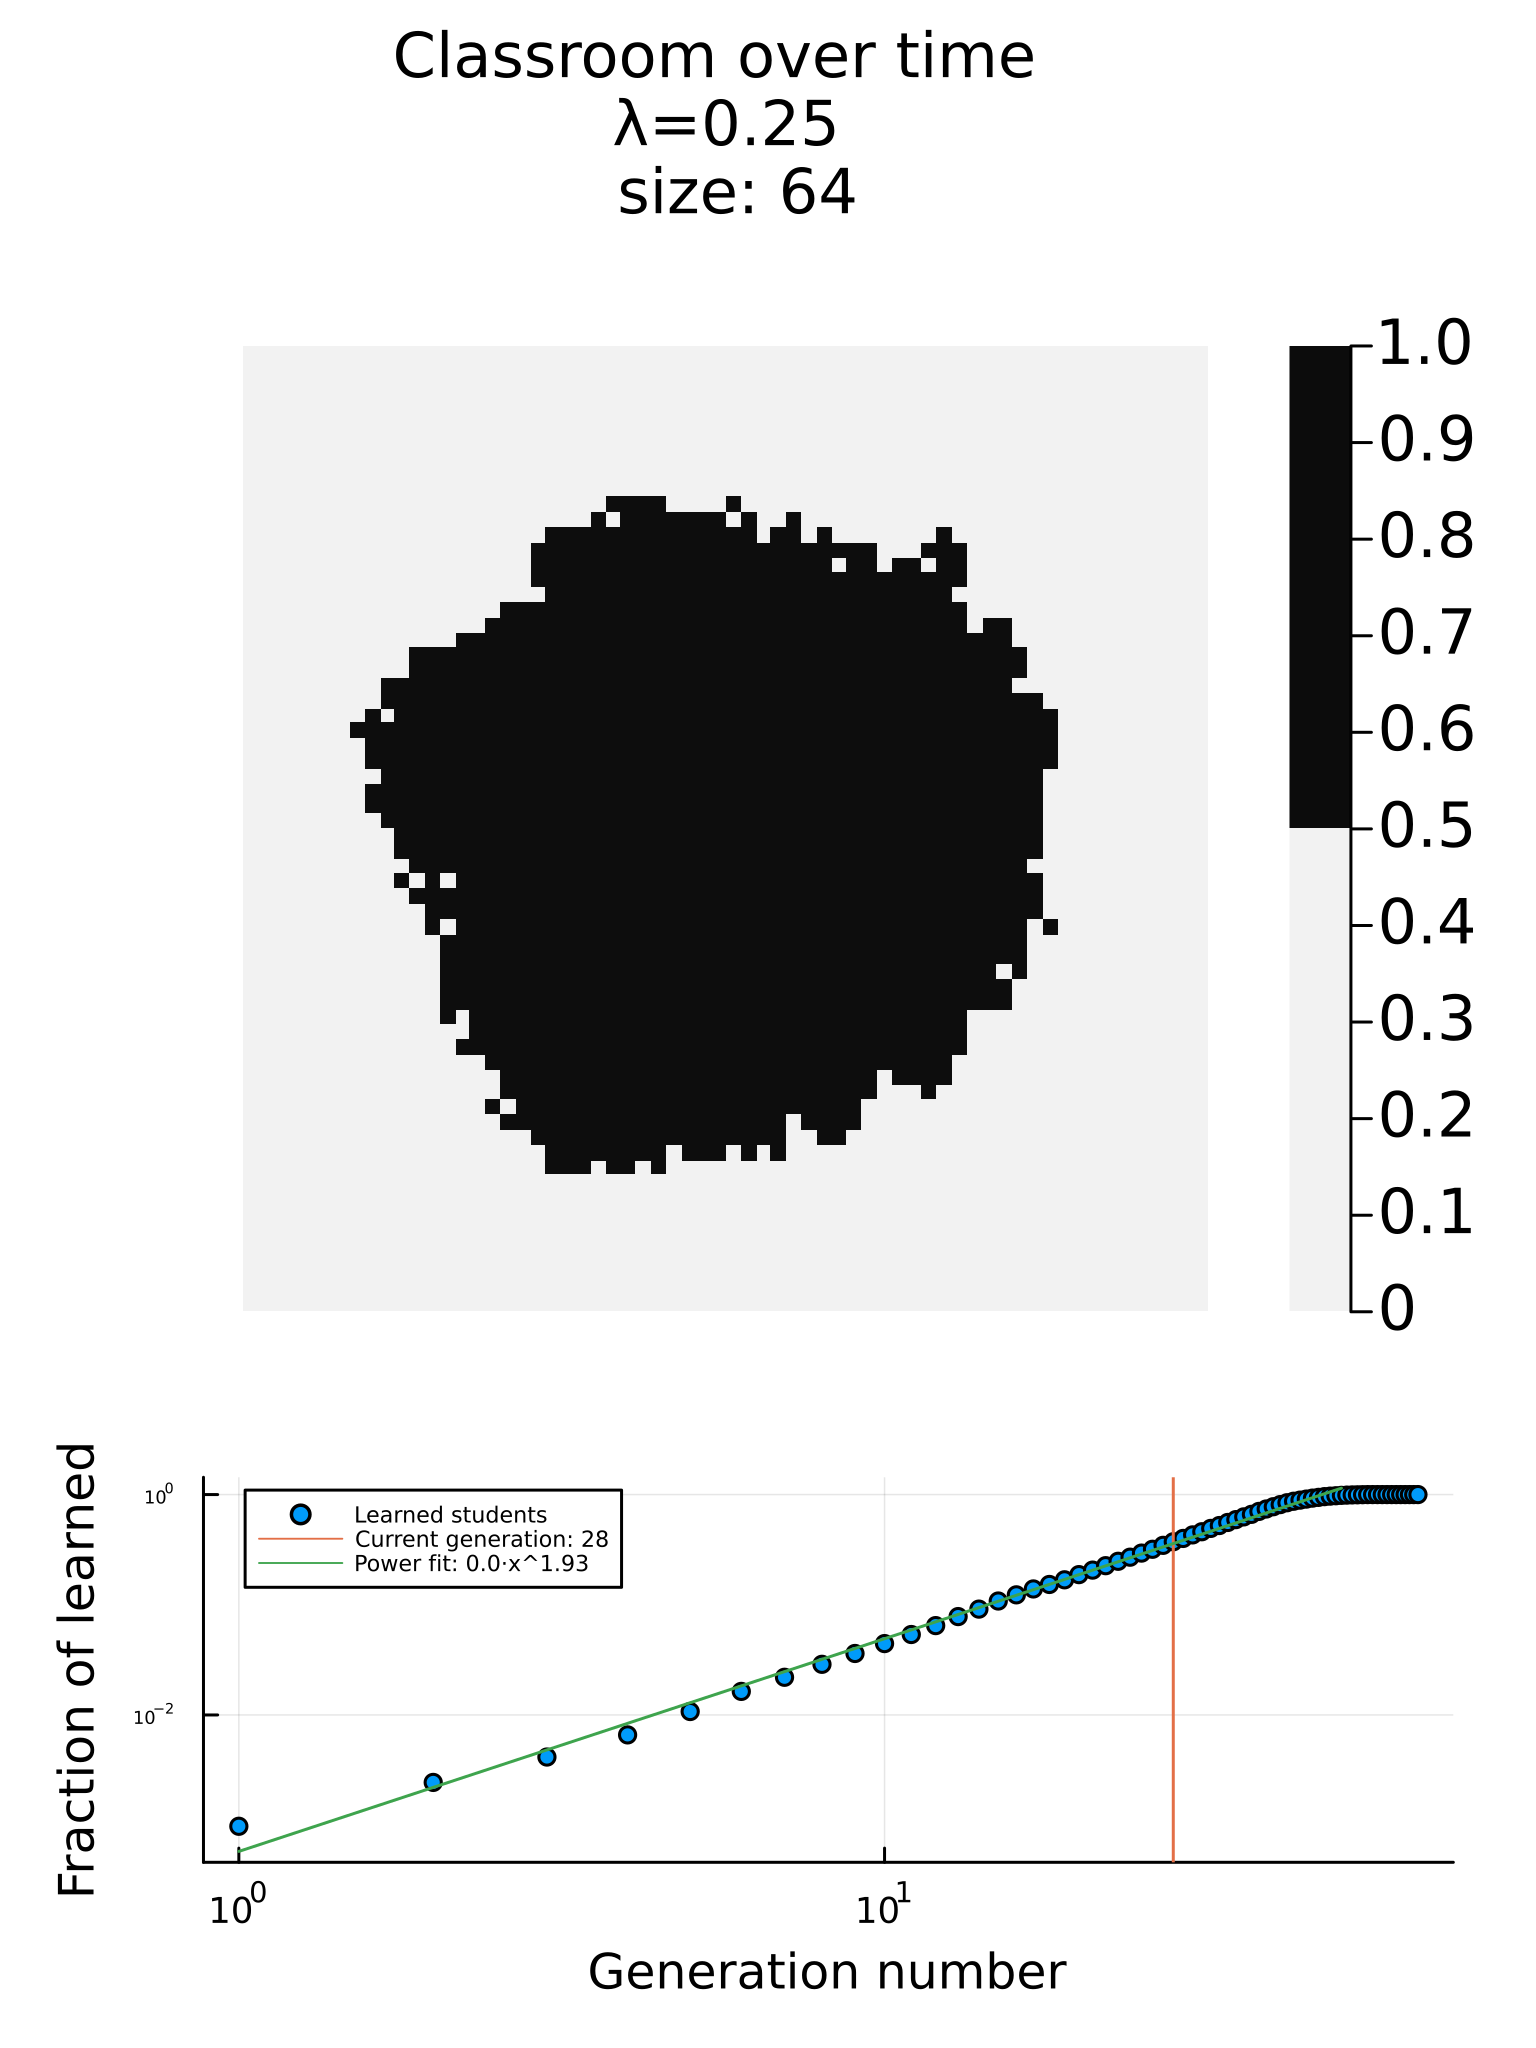 Classroom over time
λ=0.25
size: 64
1.0
0.9
0.8
0.7
0.6
0.5
0.4
0.3
0.2
0.1
0
Fraction of learned
10^0
10^−2
Learned students
Current generation: 28
Power fit: 0.0·x^1.93
10^0
10^1
Generation number